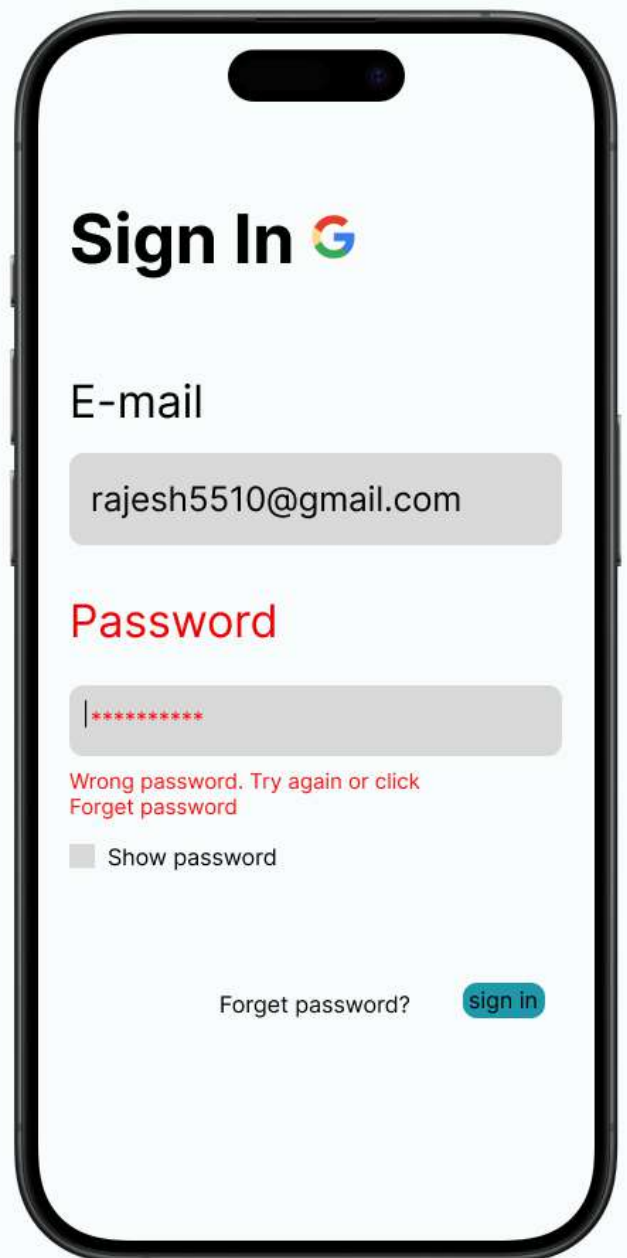 Sign In
E-mail
rajesh5510@gmail.com
Password
**********
Wrong password. Try again or click
Forget password
Show password
Forget password? sign in